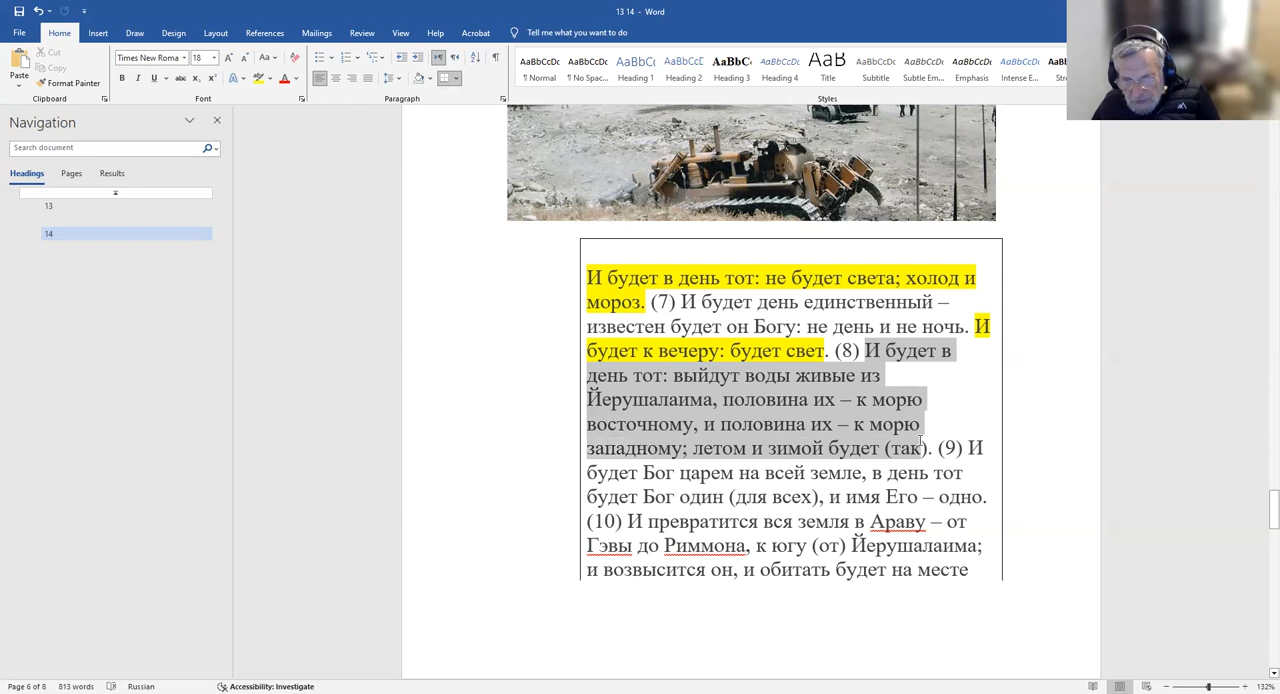 13 14 - Word
File Home Insert Draw Design Layout References Mailings Review View Help Acrobat Tell me what you want to do
Paste Cut Copy Format Painter
Times New Roma 18
AaBbCcDc AaBbCcDc AaBbCc AaBbCcE AaBbC AaBbCcDc AaB AaBbCcDc AaBbCcDc AaBbCcDc AaBbCcDc
¶ Normal ¶ No Spac... Heading 1 Heading 2 Heading 3 Heading 4 Title Subtitle Subtle Em... Emphasis Intense E...
Clipboard Font Paragraph Styles
Navigation
Search document
Headings Pages Results
13
14
И будет в день тот: не будет света; холод и
мороз. (7) И будет день единственный –
известен будет он Богу: не день и не ночь. И
будет к вечеру: будет свет. (8) И будет в
день тот: выйдут воды живые из
Йерушалаима, половина их – к морю
восточному, и половина их – к морю
западному; летом и зимой будет (так). (9) И
будет Бог царем на всей земле, в день тот
будет Бог один (для всех), и имя Его – одно.
(10) И превратится вся земля в Араву – от
Гэвы до Риммона, к югу (от) Йерушалаима;
и возвысится он, и обитать будет на месте
Page 6 of 8 813 words Russian Accessibility: Investigate 132%